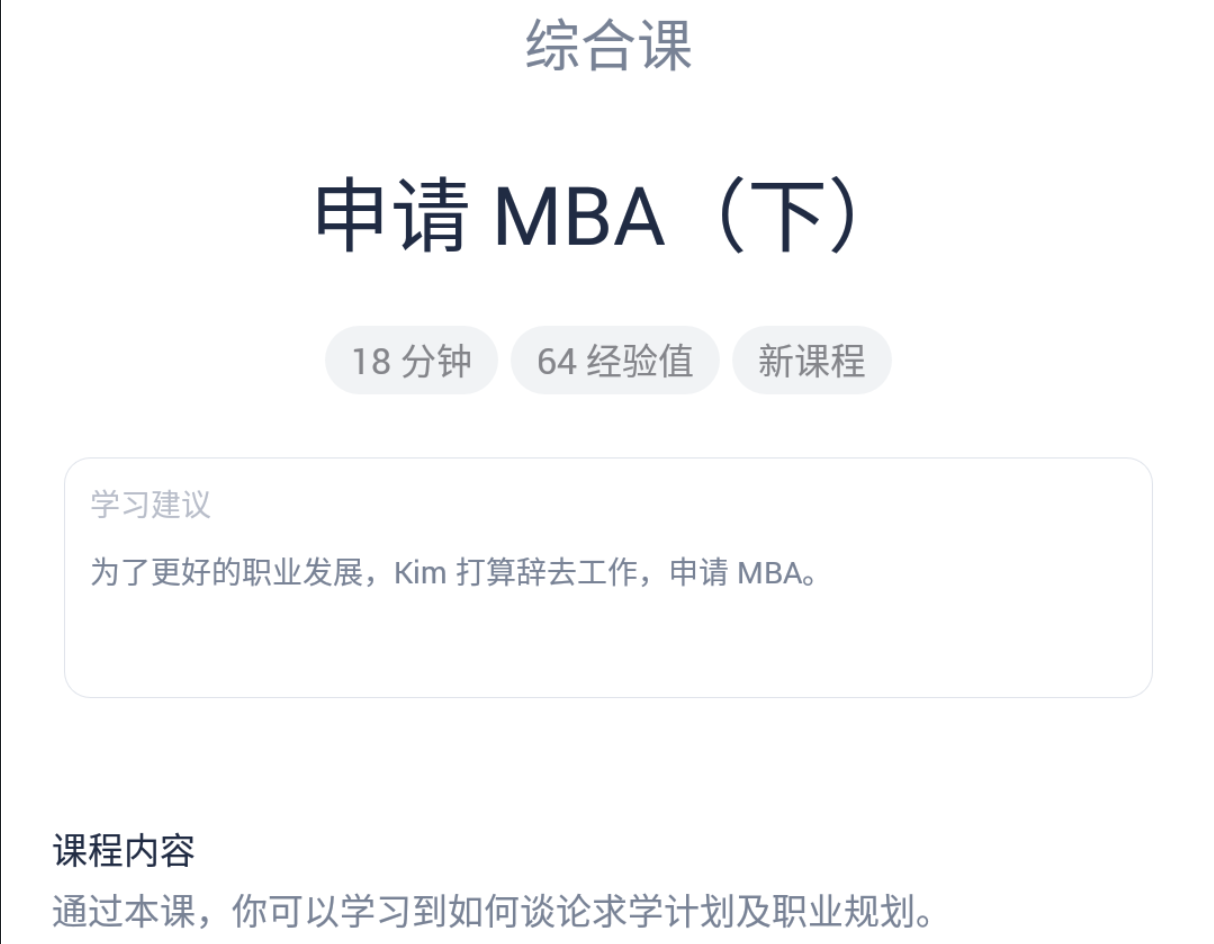 综合课
申请 MBA（下）
18 分钟 64 经验值 新课程
学习建议
为了更好的职业发展，Kim 打算辞去工作，申请 MBA。
课程内容
通过本课，你可以学习到如何谈论求学计划及职业规划。